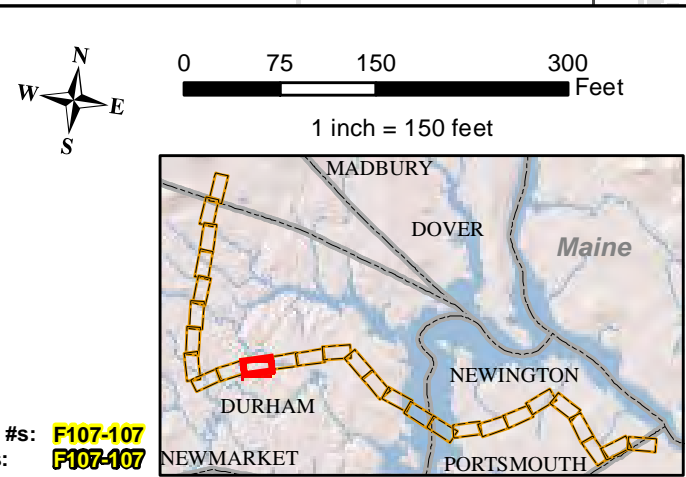 N
W E
S
0 75 150 300
Feet
1 inch = 150 feet
MADBURY
DOVER
Maine
NEWINGTON
DURHAM
#s: F107-107
s: F107-107
NEWMARKET
PORTSMOUTH